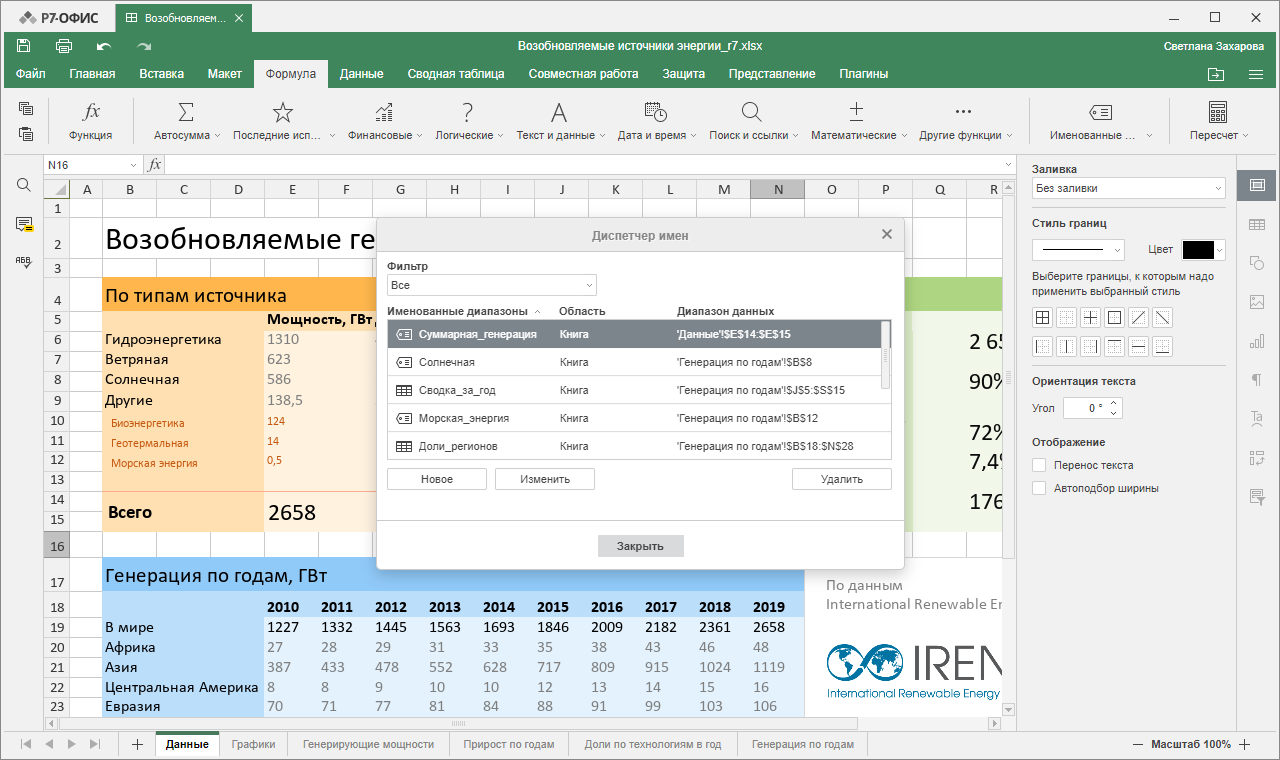 Р7-ОФИС
Возобновляем...
Возобновляемые источники энергии_r7.xlsx
Светлана Захарова
Файл Главная Вставка Макет Формула Данные Сводная таблица Совместная работа Защита Представление Плагины
Функция Автосумма Последние исп... Финансовые Логические Текст и данные Дата и время Поиск и ссылки Математические Другие функции Именованные ... Пересчет
N16 fx
A B C D E F G H I J K L M N O P Q R
1
2 Возобновляемые ге
3
4 По типам источника
5 Мощность, ГВт
6 Гидроэнергетика 1310 2 65
7 Ветряная 623
8 Солнечная 586 90%
9 Другие 138,5
10 Биоэнергетика 124 72%
11 Геотермальная 14
12 Морская энергия 0,5 7,4%
13
14 176
15 Всего 2658
16
17 Генерация по годам, ГВт
18 2010 2011 2012 2013 2014 2015 2016 2017 2018 2019
19 В мире 1227 1332 1445 1563 1693 1846 2009 2182 2361 2658
20 Африка 27 28 29 31 33 35 38 43 46 48
21 Азия 387 433 478 552 628 717 809 915 1024 1119
22 Центральная Америка 8 8 9 10 10 12 13 14 15 16
23 Евразия 70 71 77 81 84 88 91 99 103 106
По данным
International Renewable Er
IREN
International Renewable Energy
Диспетчер имен
Фильтр
Все
Именованные диапазоны Область Диапазон данных
Суммарная_генерация Книга 'Данные'!$E$14:$E$15
Солнечная Книга 'Генерация по годам'!$B$8
Сводка_за_год Книга 'Генерация по годам'!$J$5:$S$15
Морская_энергия Книга 'Генерация по годам'!$B$12
Доли_регионов Книга 'Генерация по годам'!$B$18:$N$28
Новое Изменить Удалить
Закрыть
Заливка
Без заливки
Стиль границ
Цвет
Выберите границы, к которым надо
применить выбранный стиль
Ориентация текста
Угол 0 °
Отображение
Перенос текста
Автоподбор ширины
Данные Графики Генерирующие мощности Прирост по годам Доли по технологиям в год Генерация по годам
Масштаб 100%